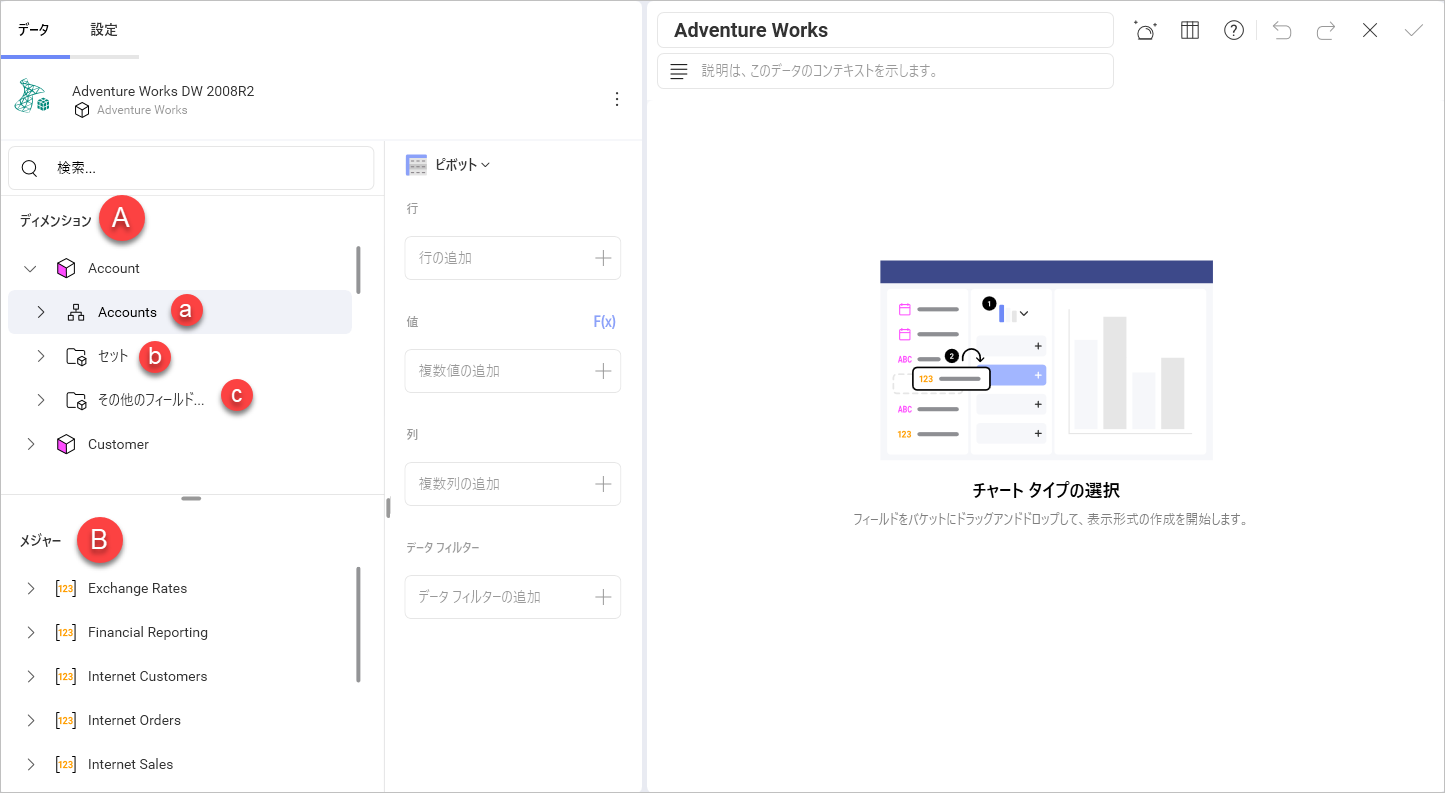 データ
設定
Adventure Works DW 2008R2
Adventure Works
検索...
ディメンション A
Account
Accounts a
セット b
その他のフィールド... c
Customer
メジャー B
[123] Exchange Rates
[123] Financial Reporting
[123] Internet Customers
[123] Internet Orders
[123] Internet Sales
ピボット
行
行の追加
値 F(x)
複数値の追加
列
複数列の追加
データ フィルター
データ フィルターの追加
Adventure Works
説明は、このデータのコンテキストを示します。
1
ABC
2
123
ABC
123
チャート タイプの選択
フィールドをバケットにドラッグアンドドロップして、表示形式の作成を開始します。